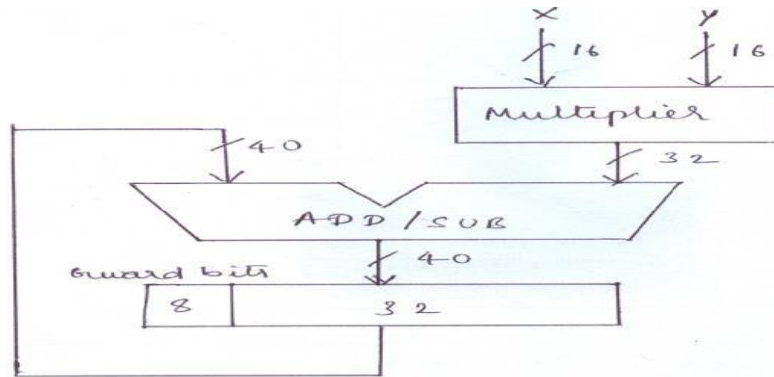 X Y
16 16
Multiplier
40 32
ADD/SUB
40
Guard bits
8 32